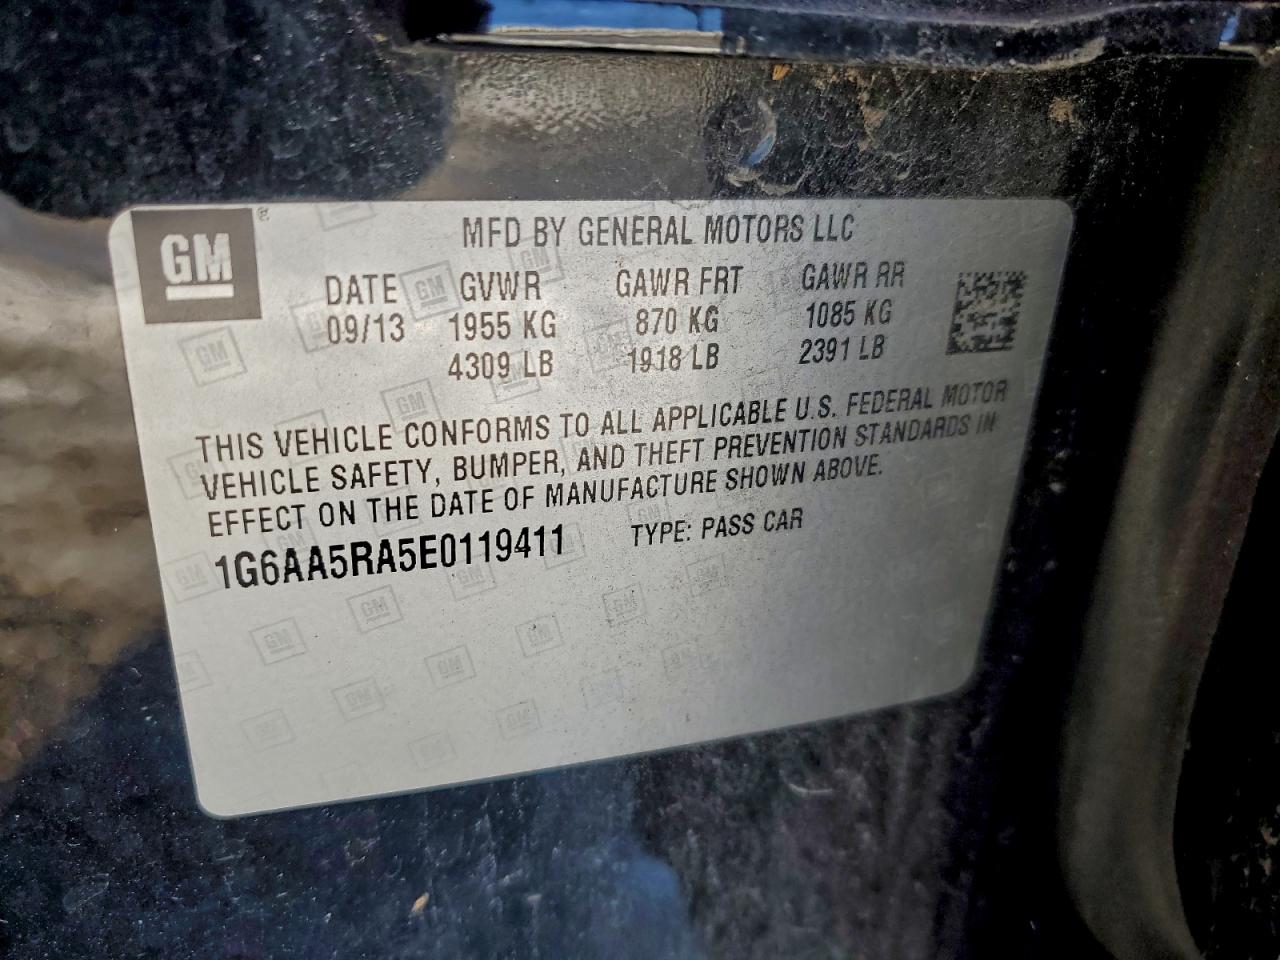 GM ®
MFD BY GENERAL MOTORS LLC
DATE GVWR GAWR FRT GAWR RR
09/13 1955 KG 870 KG 1085 KG
4309 LB 1918 LB 2391 LB
THIS VEHICLE CONFORMS TO ALL APPLICABLE U.S. FEDERAL MOTOR
VEHICLE SAFETY, BUMPER, AND THEFT PREVENTION STANDARDS IN
EFFECT ON THE DATE OF MANUFACTURE SHOWN ABOVE.
1G6AA5RA5E0119411 TYPE: PASS CAR